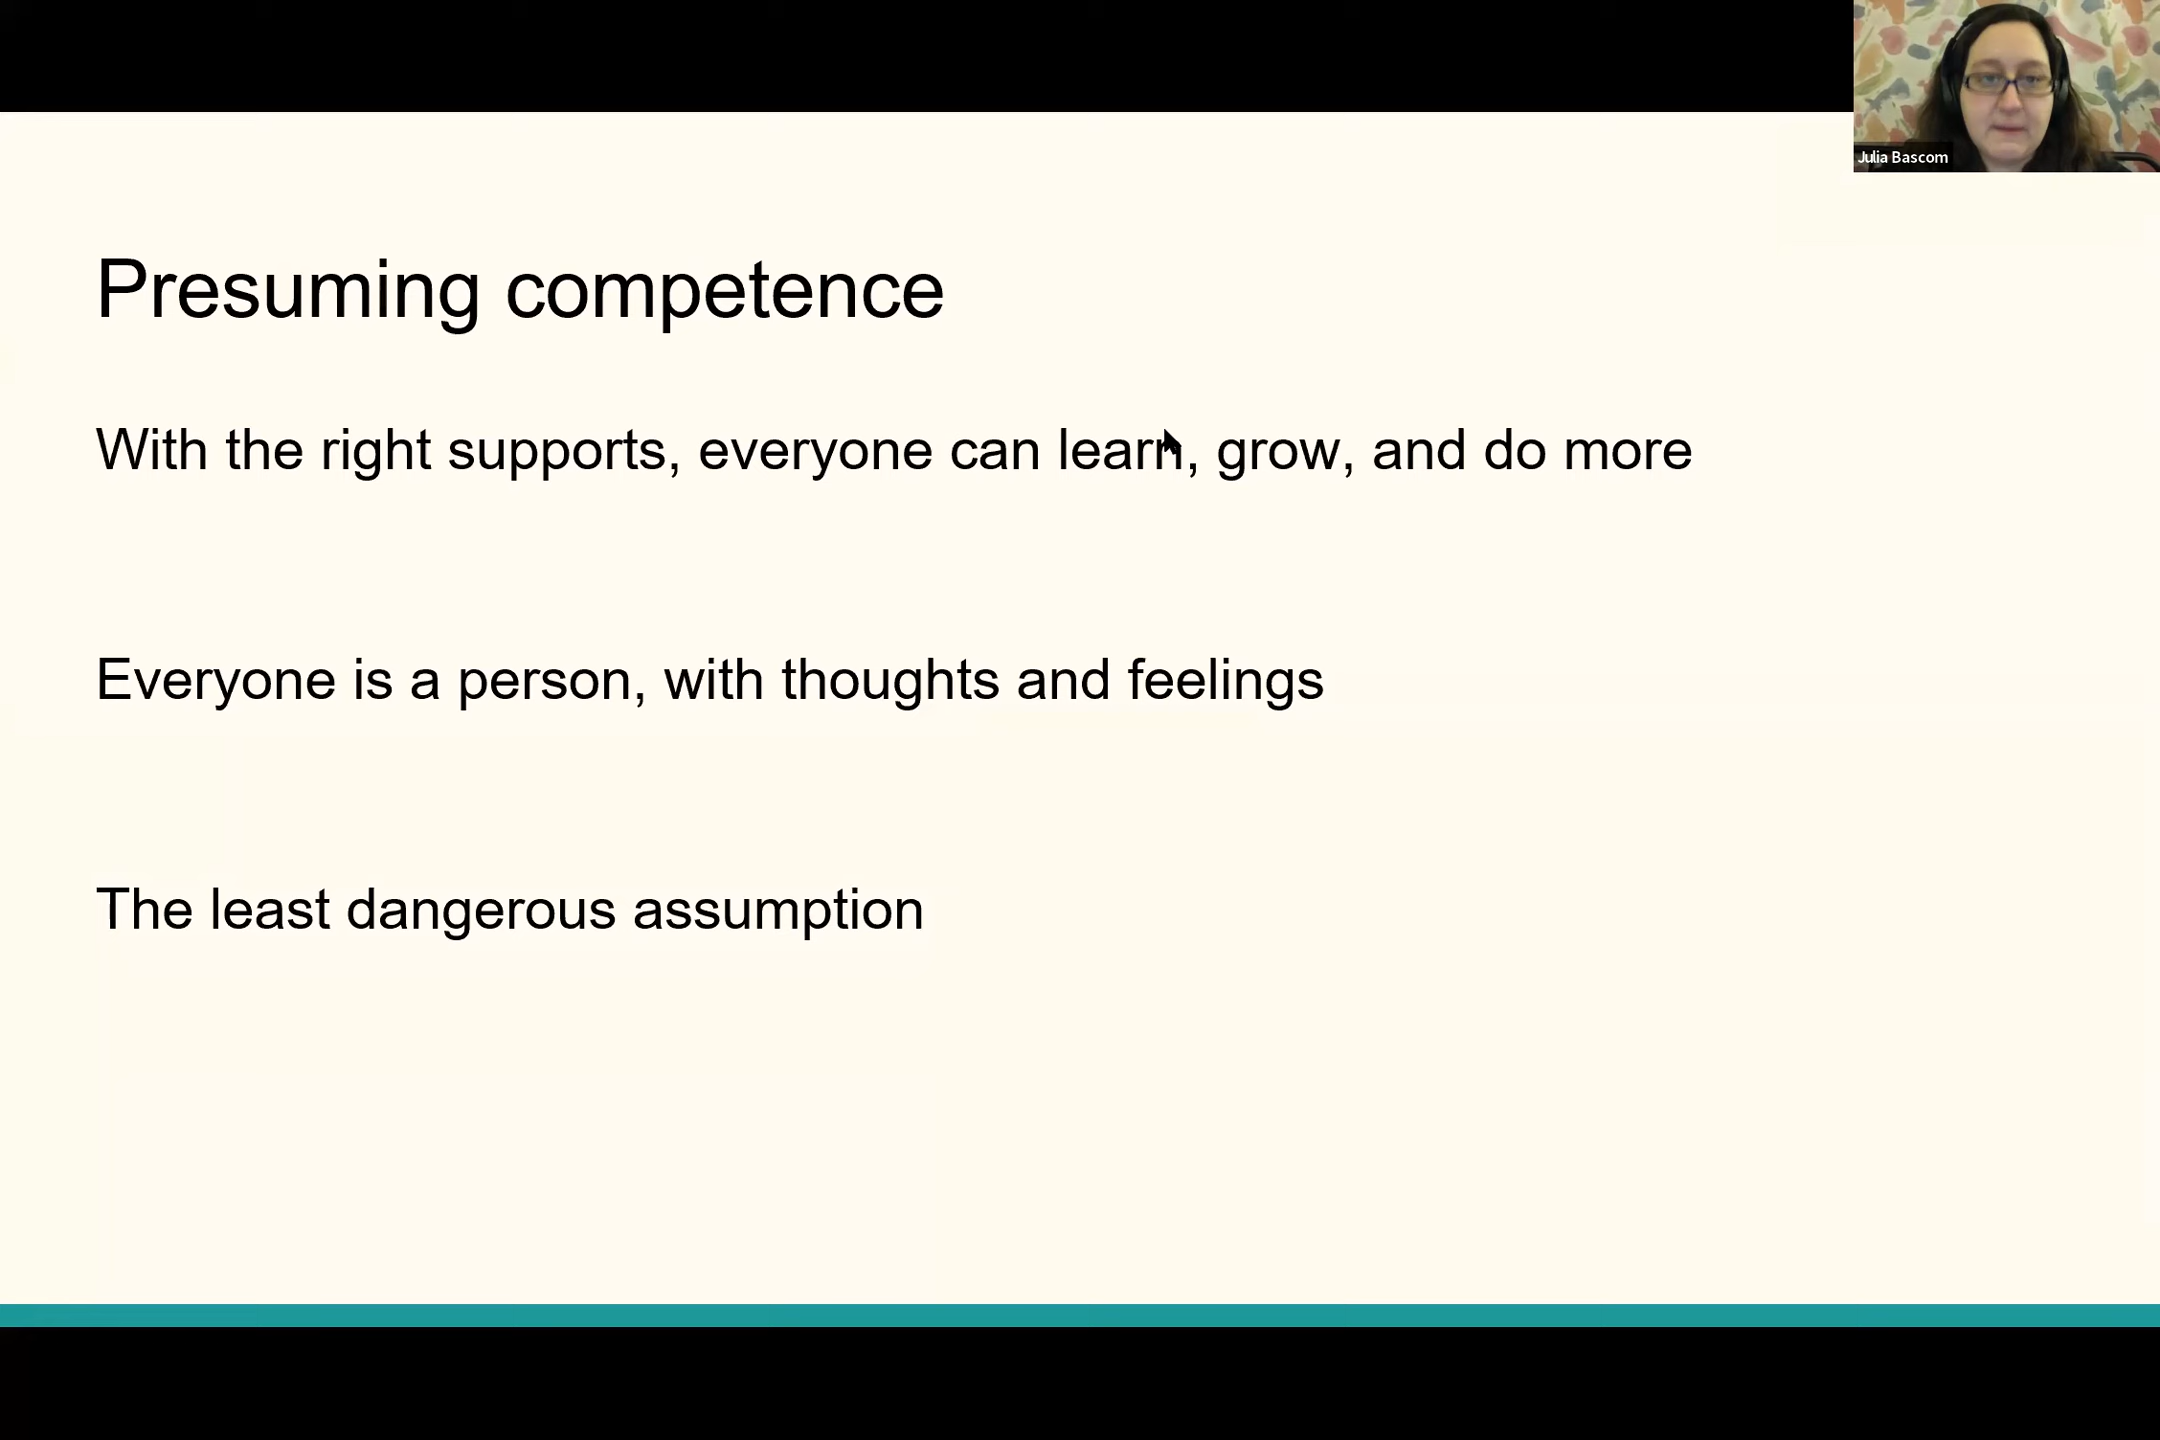 Julia Bascom
Presuming competence
With the right supports, everyone can learn, grow, and do more
Everyone is a person, with thoughts and feelings
The least dangerous assumption